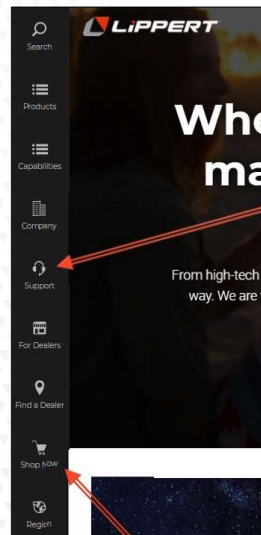 Search
LIPPERT
Products
Whe
Capabilities
ma
Company
From high-tech
Support
way. We are
For Dealers
Find a Dealer
Shop Now
Region